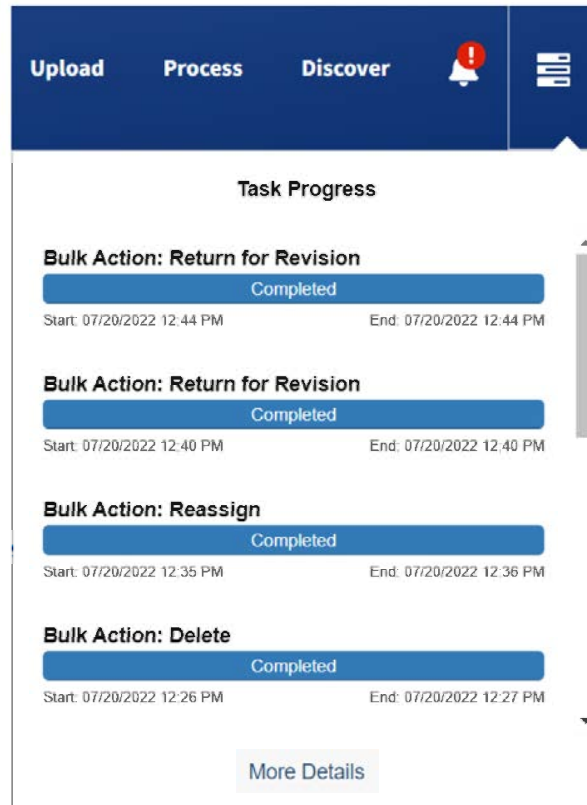 Upload Process Discover
Task Progress
Bulk Action: Return for Revision
Completed
Start: 07/20/2022 12:44 PM End: 07/20/2022 12:44 PM
Bulk Action: Return for Revision
Completed
Start: 07/20/2022 12:40 PM End: 07/20/2022 12:40 PM
Bulk Action: Reassign
Completed
Start: 07/20/2022 12:35 PM End: 07/20/2022 12:36 PM
Bulk Action: Delete
Completed
Start: 07/20/2022 12:26 PM End: 07/20/2022 12:27 PM
More Details